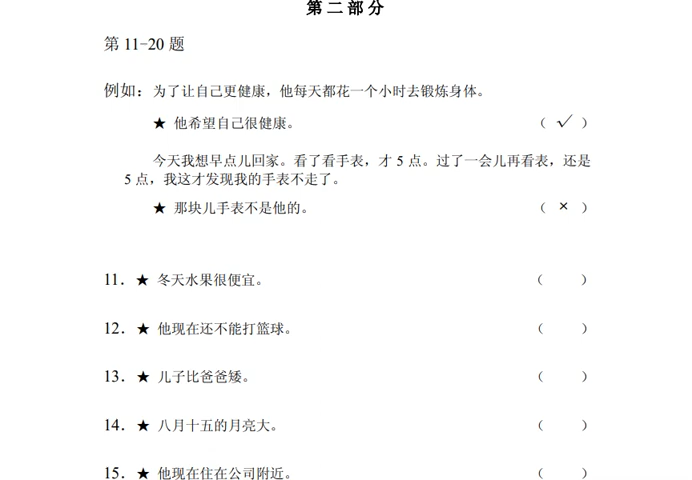 第 二 部 分
第 11-20 题
例如：为了让自己更健康，他每天都花一个小时去锻炼身体。
★ 他希望自己很健康。 （ √ ）
今天我想早点儿回家。看了看手表，才 5 点。过了一会儿再看表，还是
5 点，我这才发现我的手表不走了。
★ 那块儿手表不是他的。 （ × ）
11．★ 冬天水果很便宜。 （ ）
12．★ 他现在还不能打篮球。 （ ）
13．★ 儿子比爸爸矮。 （ ）
14．★ 八月十五的月亮大。 （ ）
15．★ 他现在住在公司附近。 （ ）